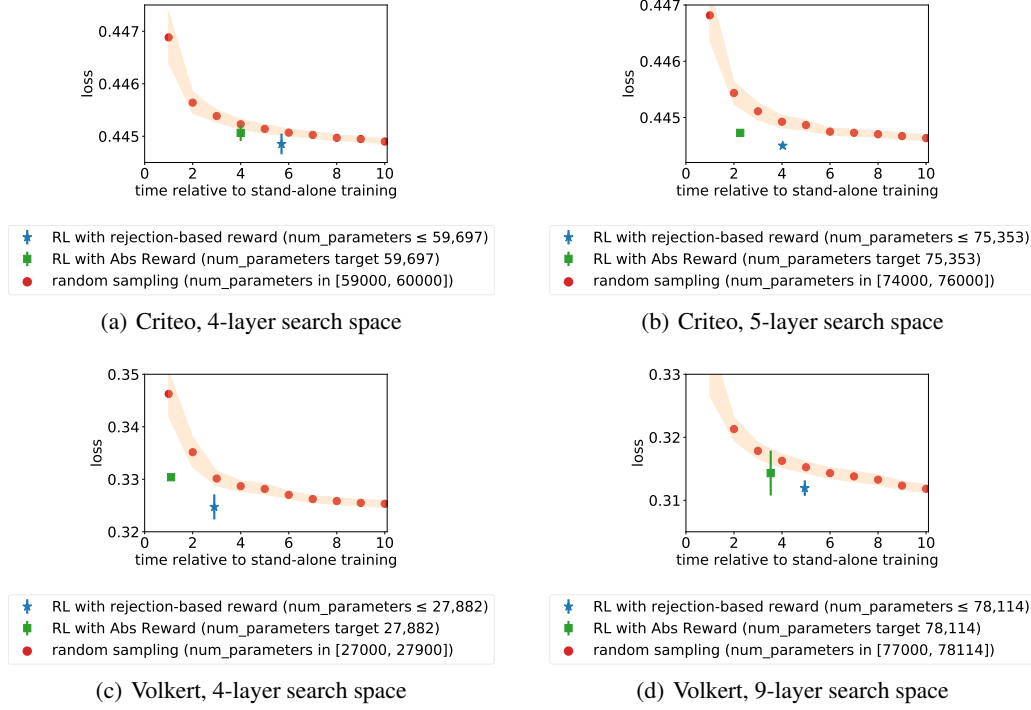 0.447
0.446
0.445
loss
0 2 4 6 8 10
time relative to stand-alone training
RL with rejection-based reward (num_parameters ≤ 59,697)
RL with Abs Reward (num_parameters target 59,697)
random sampling (num_parameters in [59000, 60000])
(a) Criteo, 4-layer search space
0.447
0.446
0.445
loss
0 2 4 6 8 10
time relative to stand-alone training
RL with rejection-based reward (num_parameters ≤ 75,353)
RL with Abs Reward (num_parameters target 75,353)
random sampling (num_parameters in [74000, 76000])
(b) Criteo, 5-layer search space
0.35
0.34
0.33
0.32
loss
0 2 4 6 8 10
time relative to stand-alone training
RL with rejection-based reward (num_parameters ≤ 27,882)
RL with Abs Reward (num_parameters target 27,882)
random sampling (num_parameters in [27000, 27900])
(c) Volkert, 4-layer search space
0.33
0.32
0.31
loss
0 2 4 6 8 10
time relative to stand-alone training
RL with rejection-based reward (num_parameters ≤ 78,114)
RL with Abs Reward (num_parameters target 78,114)
random sampling (num_parameters in [77000, 78114])
(d) Volkert, 9-layer search space